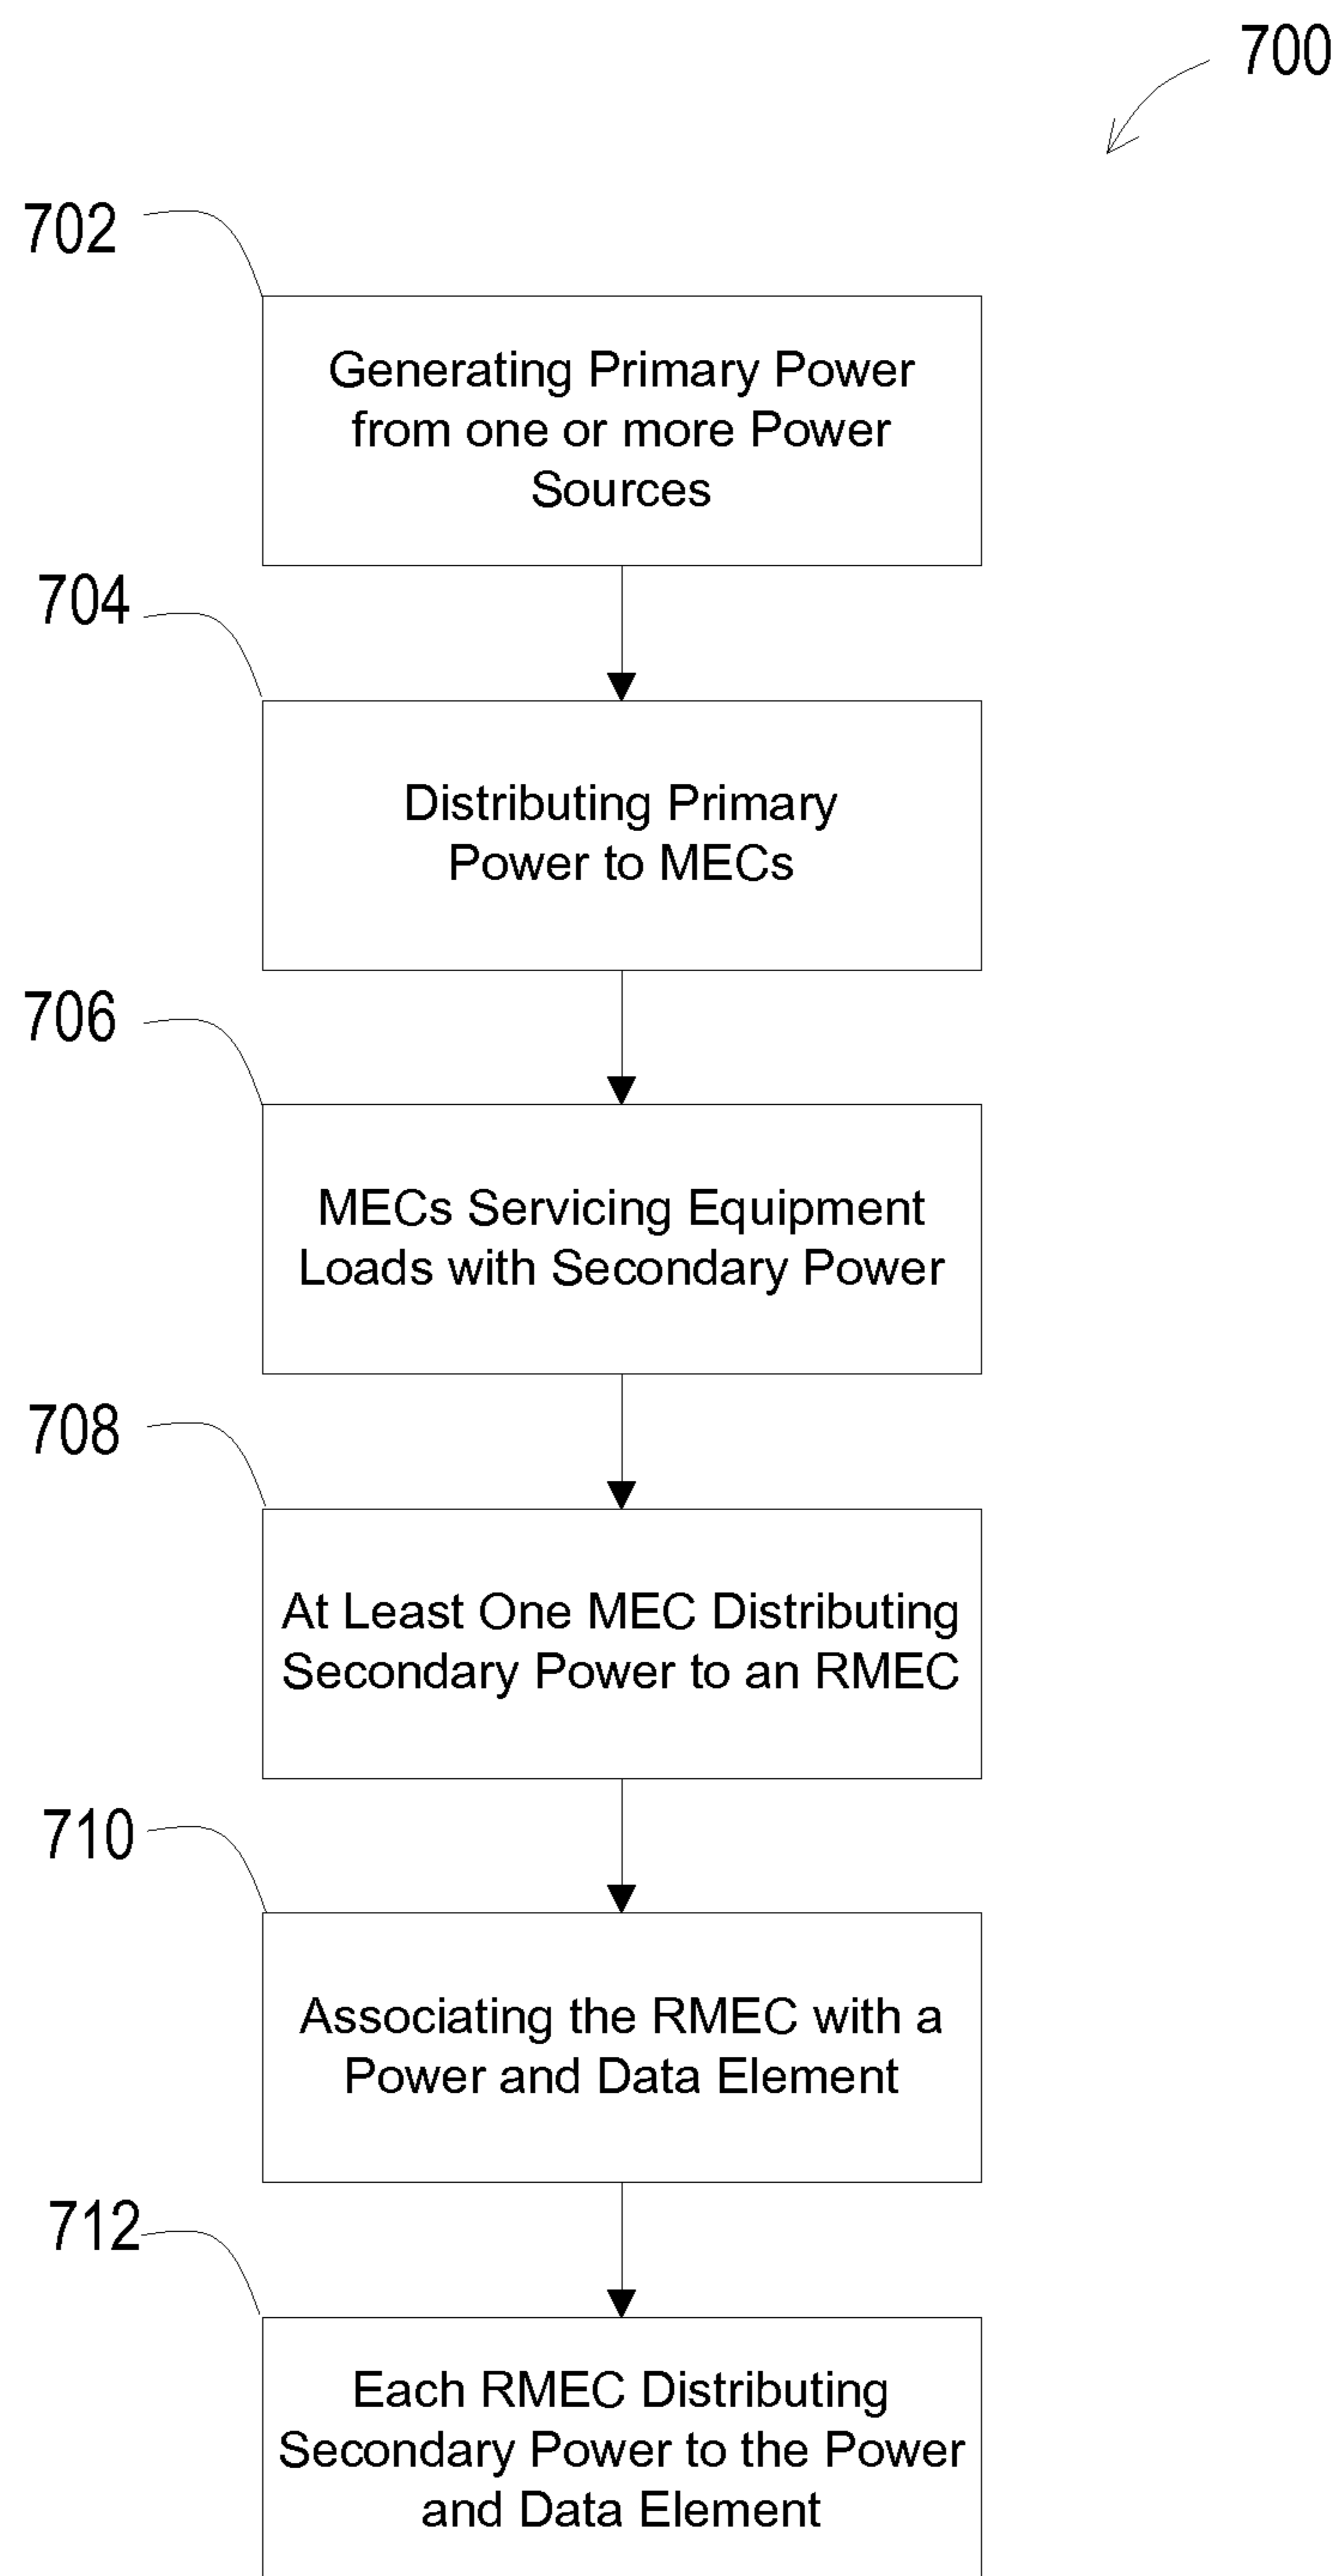 700
702
Generating Primary Power
from one or more Power
Sources
704
Distributing Primary
Power to MECs
706
MECs Servicing Equipment
Loads with Secondary Power
708
At Least One MEC Distributing
Secondary Power to an RMEC
710
Associating the RMEC with a
Power and Data Element
712
Each RMEC Distributing
Secondary Power to the Power
and Data Element